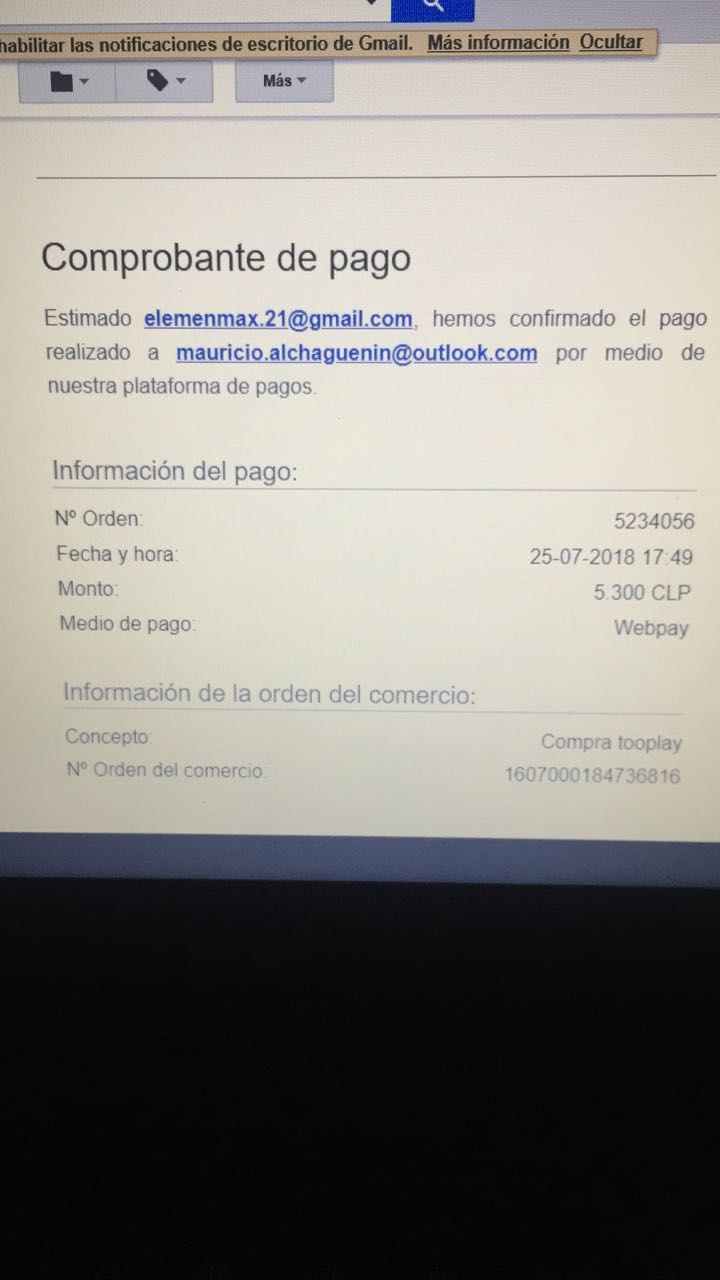 habilitar las notificaciones de escritorio de Gmail. Más información Ocultar
Más
Comprobante de pago
Estimado elemenmax.21@gmail.com, hemos confirmado el pago
realizado a mauricio.alchaguenin@outlook.com por medio de
nuestra plataforma de pagos.
Información del pago:
Nº Orden: 5234056
Fecha y hora: 25-07-2018 17:49
Monto: 5.300 CLP
Medio de pago: Webpay
Información de la orden del comercio:
Concepto: Compra tooplay
Nº Orden del comercio: 1607000184736816